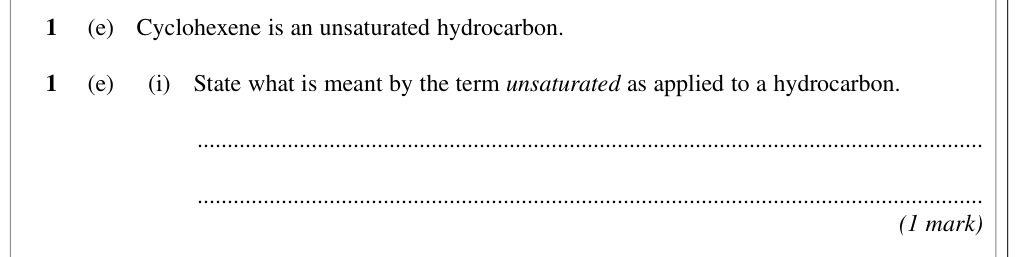 1 (e) Cyclohexene is an unsaturated hydrocarbon.
1 (e) (i) State what is meant by the term unsaturated as applied to a hydrocarbon.
(1 mark)